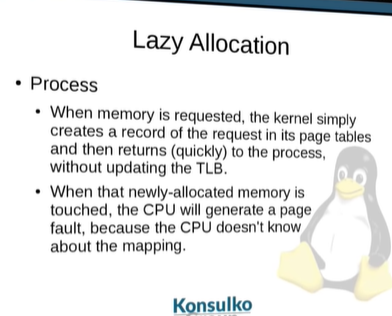 Lazy Allocation
• Process
• When memory is requested, the kernel simply
creates a record of the request in its page tables
and then returns (quickly) to the process,
without updating the TLB.
• When that newly-allocated memory is
touched, the CPU will generate a page
fault, because the CPU doesn't know
about the mapping.
Konsulko